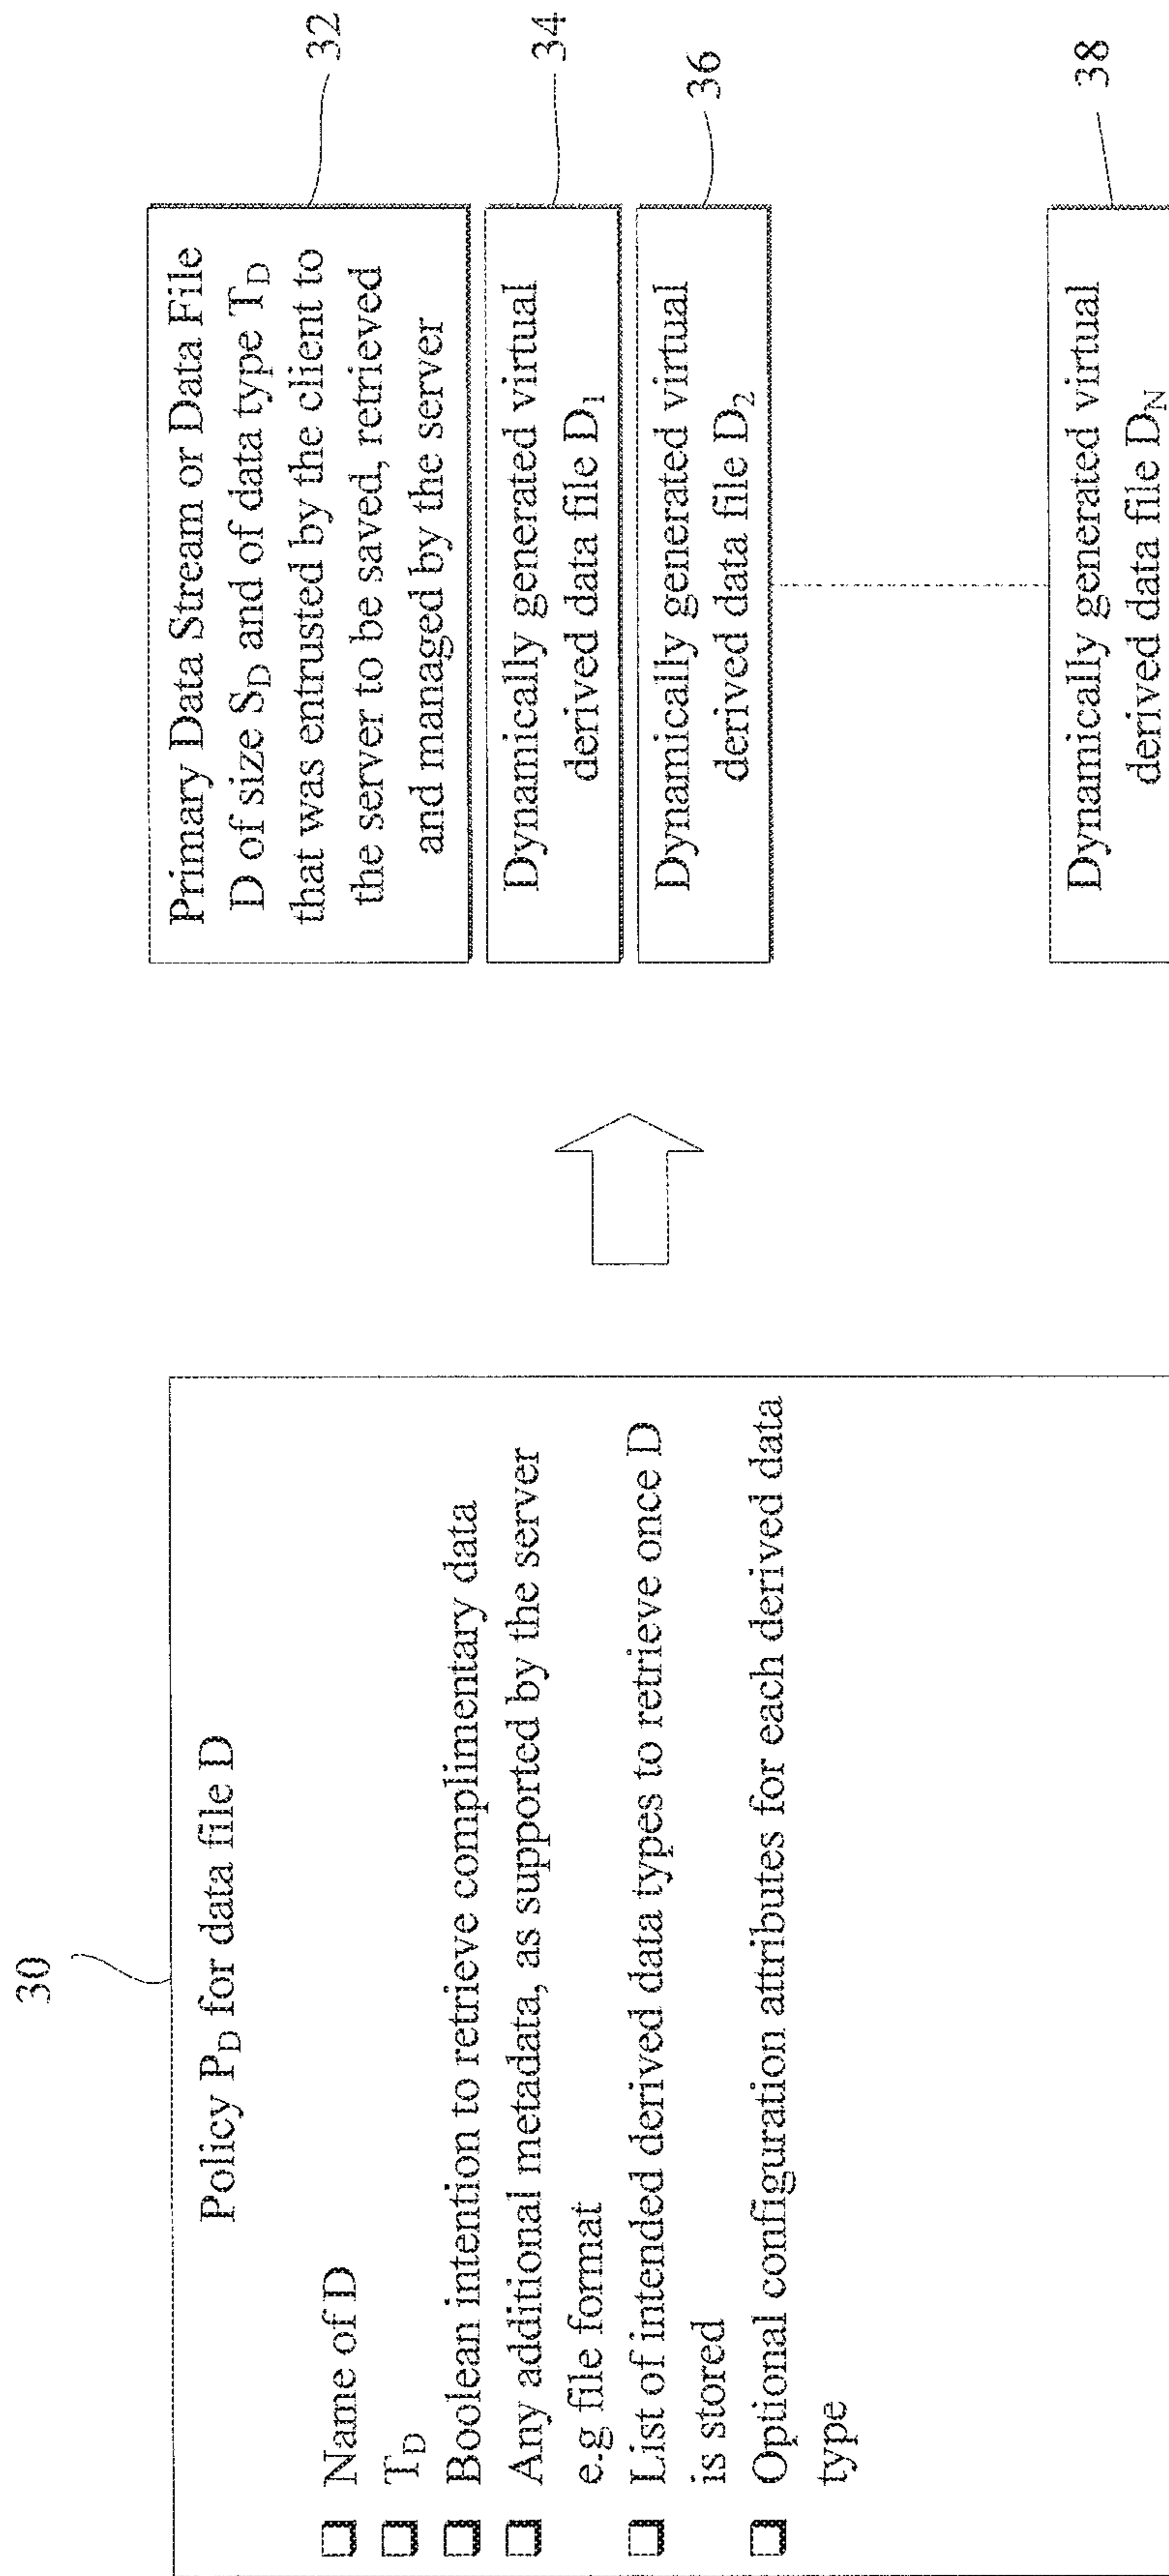 30
Policy P_D for data file D
❑ Name of D
❑ T_D
❑ Boolean intention to retrieve complimentary data
❑ Any additional metadata, as supported by the server
e.g file format
❑ List of intended derived data types to retrieve once D
is stored
❑ Optional configuration attributes for each derived data
type
Primary Data Stream or Data File
D of size S_D and of data type T_D
that was entrusted by the client to
the server to be saved, retrieved
and managed by the server
32
Dynamically generated virtual
derived data file D_1
34
Dynamically generated virtual
derived data file D_2
36
Dynamically generated virtual
derived data file D_N
38